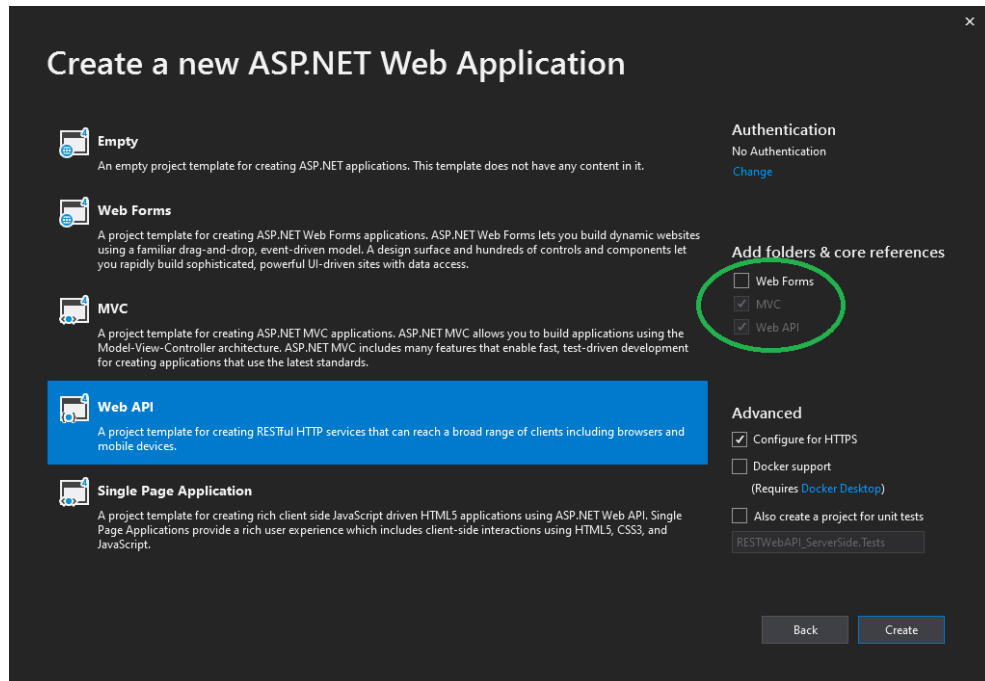 Create a new ASP.NET Web Application
Empty
An empty project template for creating ASP.NET applications. This template does not have any content in it.
Web Forms
A project template for creating ASP.NET Web Forms applications. ASP.NET Web Forms lets you build dynamic websites
using a familiar drag-and-drop, event-driven model. A design surface and hundreds of controls and components let
you rapidly build sophisticated, powerful UI-driven sites with data access.
MVC
A project template for creating ASP.NET MVC applications. ASP.NET MVC allows you to build applications using the
Model-View-Controller architecture. ASP.NET MVC includes many features that enable fast, test-driven development
for creating applications that use the latest standards.
Web API
A project template for creating RESTful HTTP services that can reach a broad range of clients including browsers and
mobile devices.
Single Page Application
A project template for creating rich client side JavaScript driven HTML5 applications using ASP.NET Web API. Single
Page Applications provide a rich user experience which includes client-side interactions using HTML5, CSS3, and
JavaScript.
Authentication
No Authentication
Change
Add folders & core references
Web Forms
MVC
Web API
Advanced
Configure for HTTPS
Docker support
(Requires Docker Desktop)
Also create a project for unit tests
RESTWebAPI_ServerSide.Tests
Back
Create